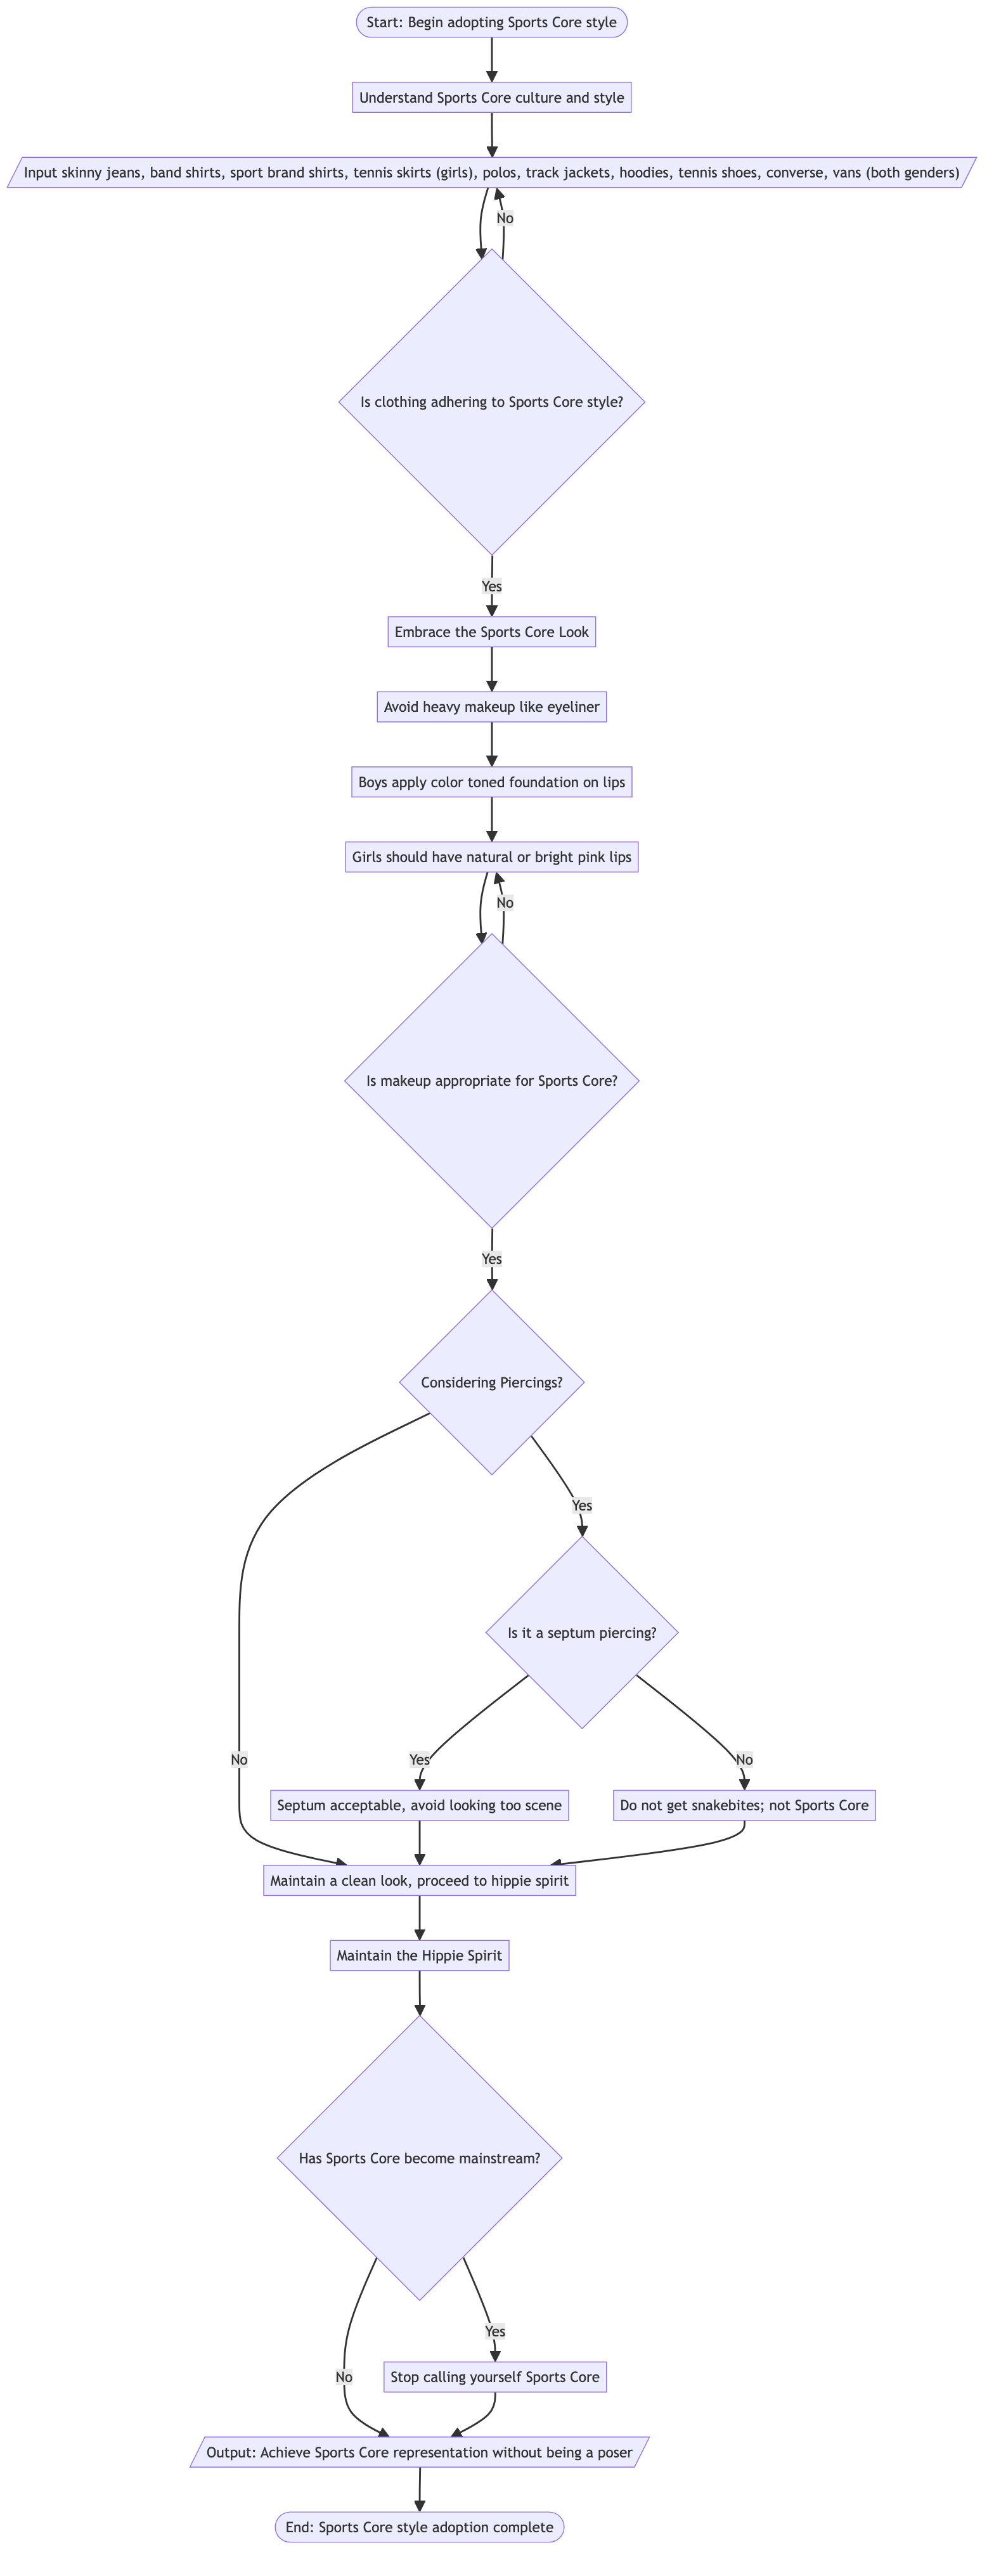 Start: Begin adopting Sports Core style
Understand Sports Core culture and style
Input skinny jeans, band shirts, sport brand shirts, tennis skirts (girls), polos, track jackets, hoodies, tennis shoes, converse, vans (both genders)
No
Is clothing adhering to Sports Core style?
Yes
Embrace the Sports Core Look
Avoid heavy makeup like eyeliner
Boys apply color toned foundation on lips
Girls should have natural or bright pink lips
No
Is makeup appropriate for Sports Core?
Yes
Considering Piercings?
Yes
Is it a septum piercing?
No
Yes
No
Septum acceptable, avoid looking too scene
Do not get snakebites; not Sports Core
Maintain a clean look, proceed to hippie spirit
Maintain the Hippie Spirit
Has Sports Core become mainstream?
Yes
No
Stop calling yourself Sports Core
Output: Achieve Sports Core representation without being a poser
End: Sports Core style adoption complete